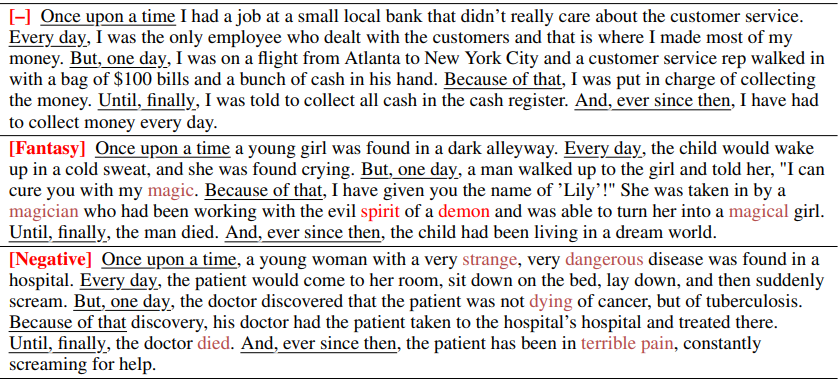 [–] Once upon a time I had a job at a small local bank that didn't really care about the customer service.
Every day, I was the only employee who dealt with the customers and that is where I made most of my
money. But, one day, I was on a flight from Atlanta to New York City and a customer service rep walked in
with a bag of $100 bills and a bunch of cash in his hand. Because of that, I was put in charge of collecting
the money. Until, finally, I was told to collect all cash in the cash register. And, ever since then, I have had
to collect money every day.
[Fantasy] Once upon a time a young girl was found in a dark alleyway. Every day, the child would wake
up in a cold sweat, and she was found crying. But, one day, a man walked up to the girl and told her, "I can
cure you with my magic. Because of that, I have given you the name of 'Lily'!" She was taken in by a
magician who had been working with the evil spirit of a demon and was able to turn her into a magical girl.
Until, finally, the man died. And, ever since then, the child had been living in a dream world.
[Negative] Once upon a time, a young woman with a very strange, very dangerous disease was found in a
hospital. Every day, the patient would come to her room, sit down on the bed, lay down, and then suddenly
scream. But, one day, the doctor discovered that the patient was not dying of cancer, but of tuberculosis.
Because of that discovery, his doctor had the patient taken to the hospital's hospital and treated there.
Until, finally, the doctor died. And, ever since then, the patient has been in terrible pain, constantly
screaming for help.